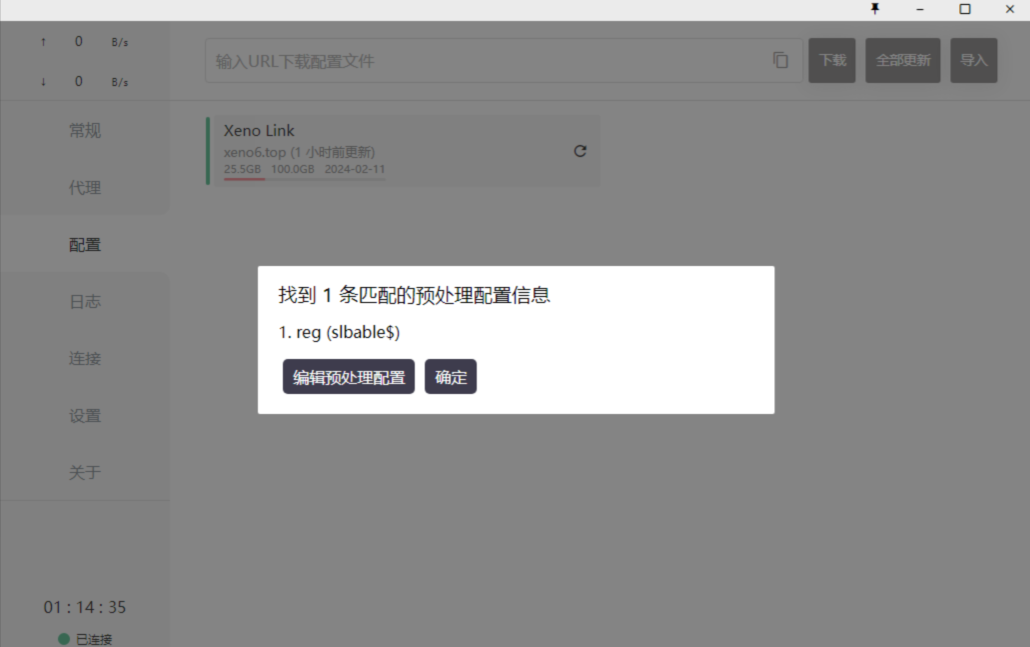 ↑ 0 B/s
↓ 0 B/s
输入URL下载配置文件
下载
全部更新
导入
常规
代理
配置
日志
连接
设置
关于
01 : 14 : 35
已连接
Xeno Link
xeno6.top (1 小时前更新)
25.5GB 100.0GB 2024-02-11
找到 1 条匹配的预处理配置信息
1. reg (slbable$)
编辑预处理配置
确定